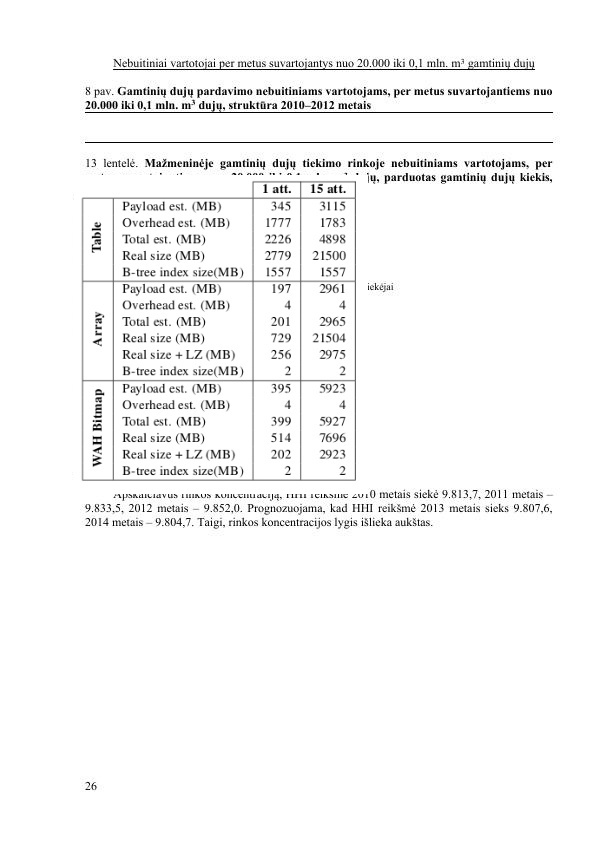 Nebuitiniai vartotojai per metus suvartojantys nuo 20.000 iki 0,1 mln. m³ gamtinių dujų
8 pav. Gamtinių dujų pardavimo nebuitiniams vartotojams, per metus suvartojantiems nuo
20.000 iki 0,1 mln. m³ dujų, struktūra 2010–2012 metais
13 lentelė. Mažmeninėje gamtinių dujų tiekimo rinkoje nebuitiniams vartotojams, per
parduotas gamtinių dujų kiekis,
1 att. 15 att.
Table
Payload est. (MB) 345 3115
Overhead est. (MB) 1777 1783
Total est. (MB) 2226 4898
Real size (MB) 2779 21500
B-tree index size(MB) 1557 1557
Array
Payload est. (MB) 197 2961
Overhead est. (MB) 4 4
Total est. (MB) 201 2965
Real size (MB) 729 21504
Real size + LZ (MB) 256 2975
B-tree index size(MB) 2 2
WAH Bitmap
Payload est. (MB) 395 5923
Overhead est. (MB) 4 4
Total est. (MB) 399 5927
Real size (MB) 514 7696
Real size + LZ (MB) 202 2923
B-tree index size(MB) 2 2
iekėjai
Apskaičiavus rinkos koncentraciją, HHI reikšmė 2010 metais siekė 9.813,7, 2011 metais –
9.833,5, 2012 metais – 9.852,0. Prognozuojama, kad HHI reikšmė 2013 metais sieks 9.807,6,
2014 metais – 9.804,7. Taigi, rinkos koncentracijos lygis išlieka aukštas.
26